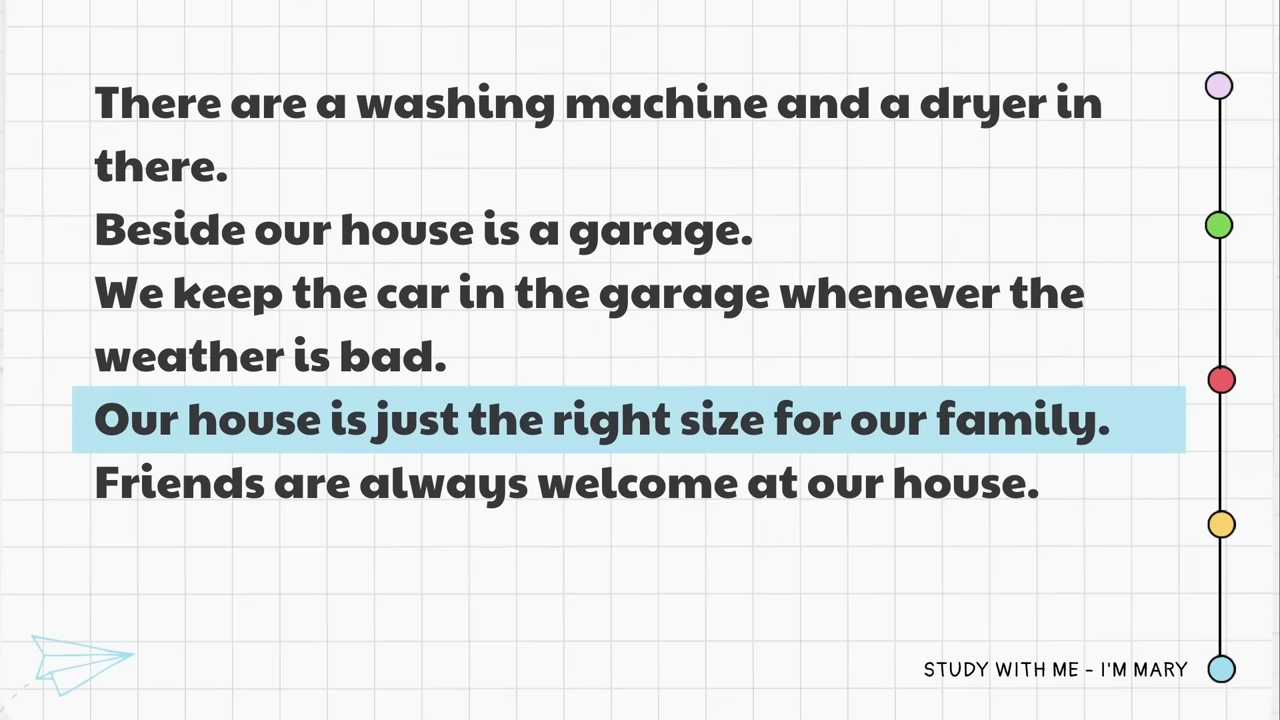 There are a washing machine and a dryer in
there.
Beside our house is a garage.
We keep the car in the garage whenever the
weather is bad.
Our house is just the right size for our family.
Friends are always welcome at our house.
STUDY WITH ME - I'M MARY